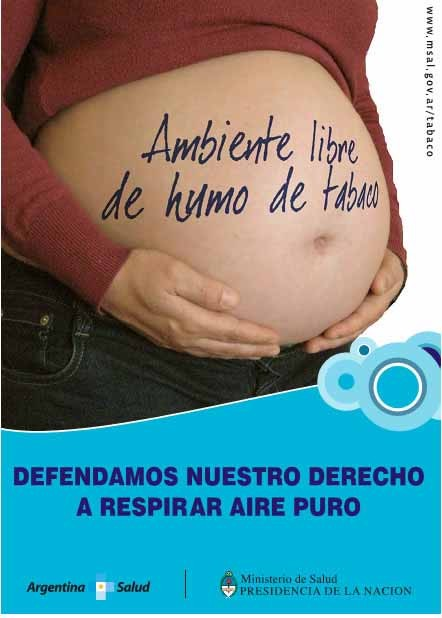 www.msal.gov.ar/tabaco
Ambiente libre
de humo de tabaco
DEFENDAMOS NUESTRO DERECHO
A RESPIRAR AIRE PURO
Argentina Salud
Ministerio de Salud
PRESIDENCIA DE LA NACION